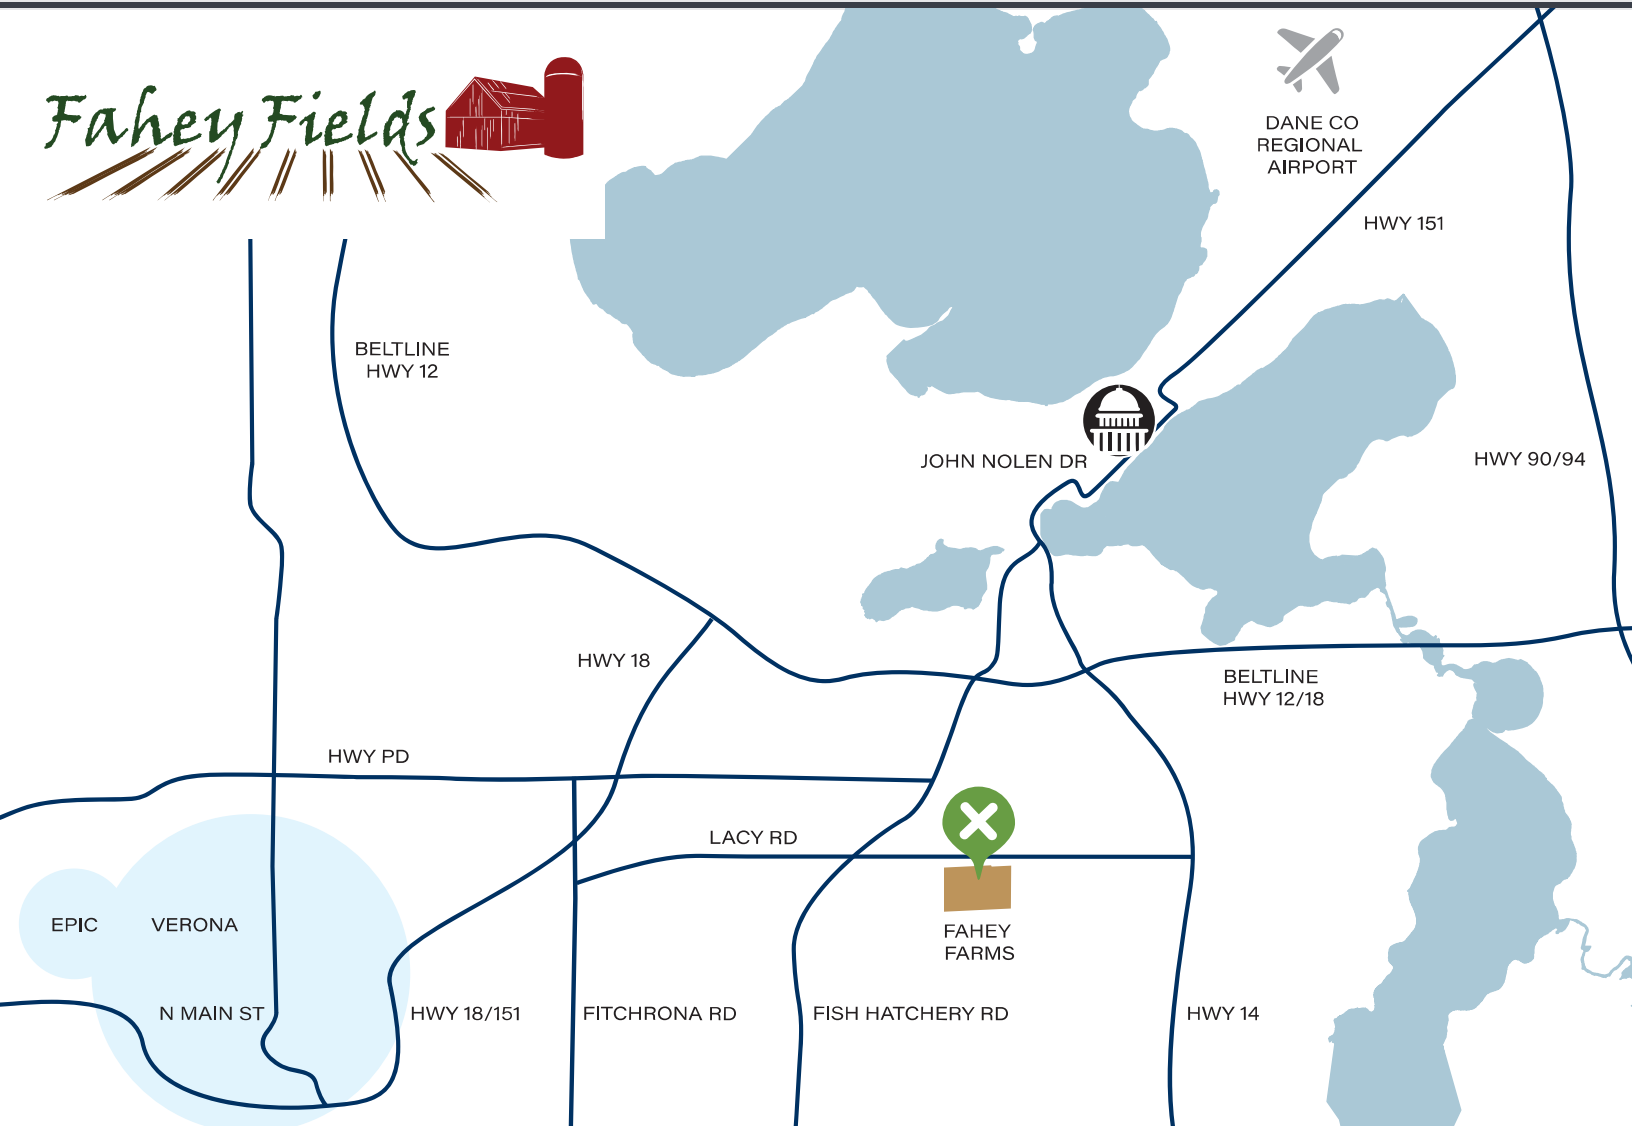 Fahey Fields
DANE CO
REGIONAL
AIRPORT
HWY 151
BELTLINE
HWY 12
JOHN NOLEN DR
HWY 90/94
HWY 18
BELTLINE
HWY 12/18
HWY PD
LACY RD
EPIC
VERONA
FAHEY
FARMS
N MAIN ST
HWY 18/151
FITCHRONA RD
FISH HATCHERY RD
HWY 14